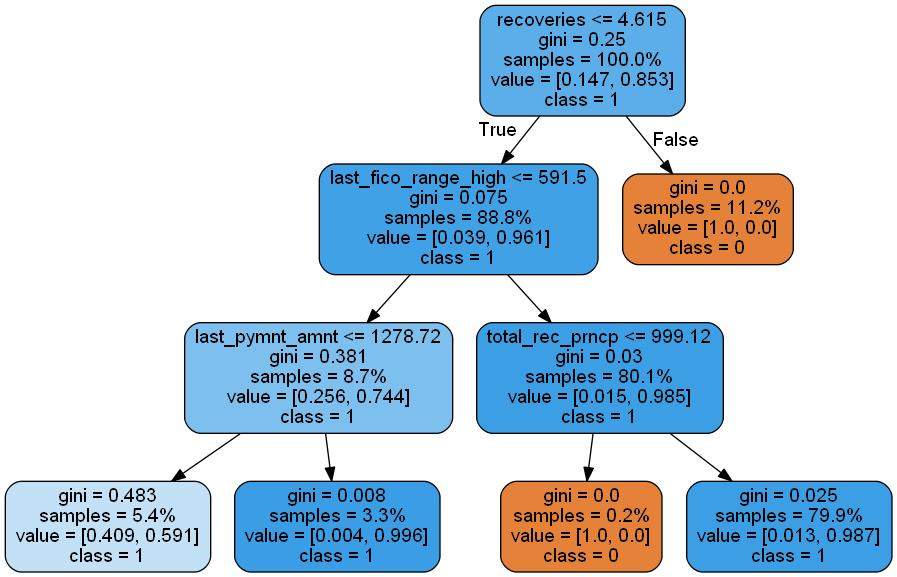 recoveries <= 4.615
gini = 0.25
samples = 100.0%
value = [0.147, 0.853]
class = 1
True
False
last_fico_range_high <= 591.5
gini = 0.075
samples = 88.8%
value = [0.039, 0.961]
class = 1
gini = 0.0
samples = 11.2%
value = [1.0, 0.0]
class = 0
last_pymnt_amnt <= 1278.72
gini = 0.381
samples = 8.7%
value = [0.256, 0.744]
class = 1
total_rec_prncp <= 999.12
gini = 0.03
samples = 80.1%
value = [0.015, 0.985]
class = 1
gini = 0.483
samples = 5.4%
value = [0.409, 0.591]
class = 1
gini = 0.008
samples = 3.3%
value = [0.004, 0.996]
class = 1
gini = 0.0
samples = 0.2%
value = [1.0, 0.0]
class = 0
gini = 0.025
samples = 79.9%
value = [0.013, 0.987]
class = 1